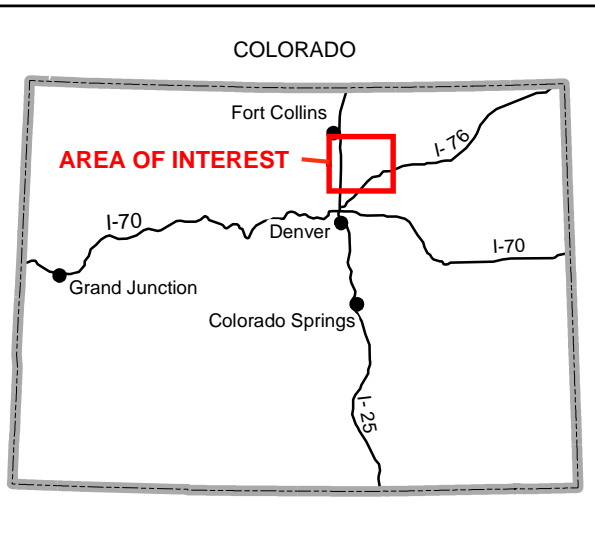 COLORADO
Fort Collins
I- 76
AREA OF INTEREST
I-70
Denver
I-70
Grand Junction
Colorado Springs
I- 25